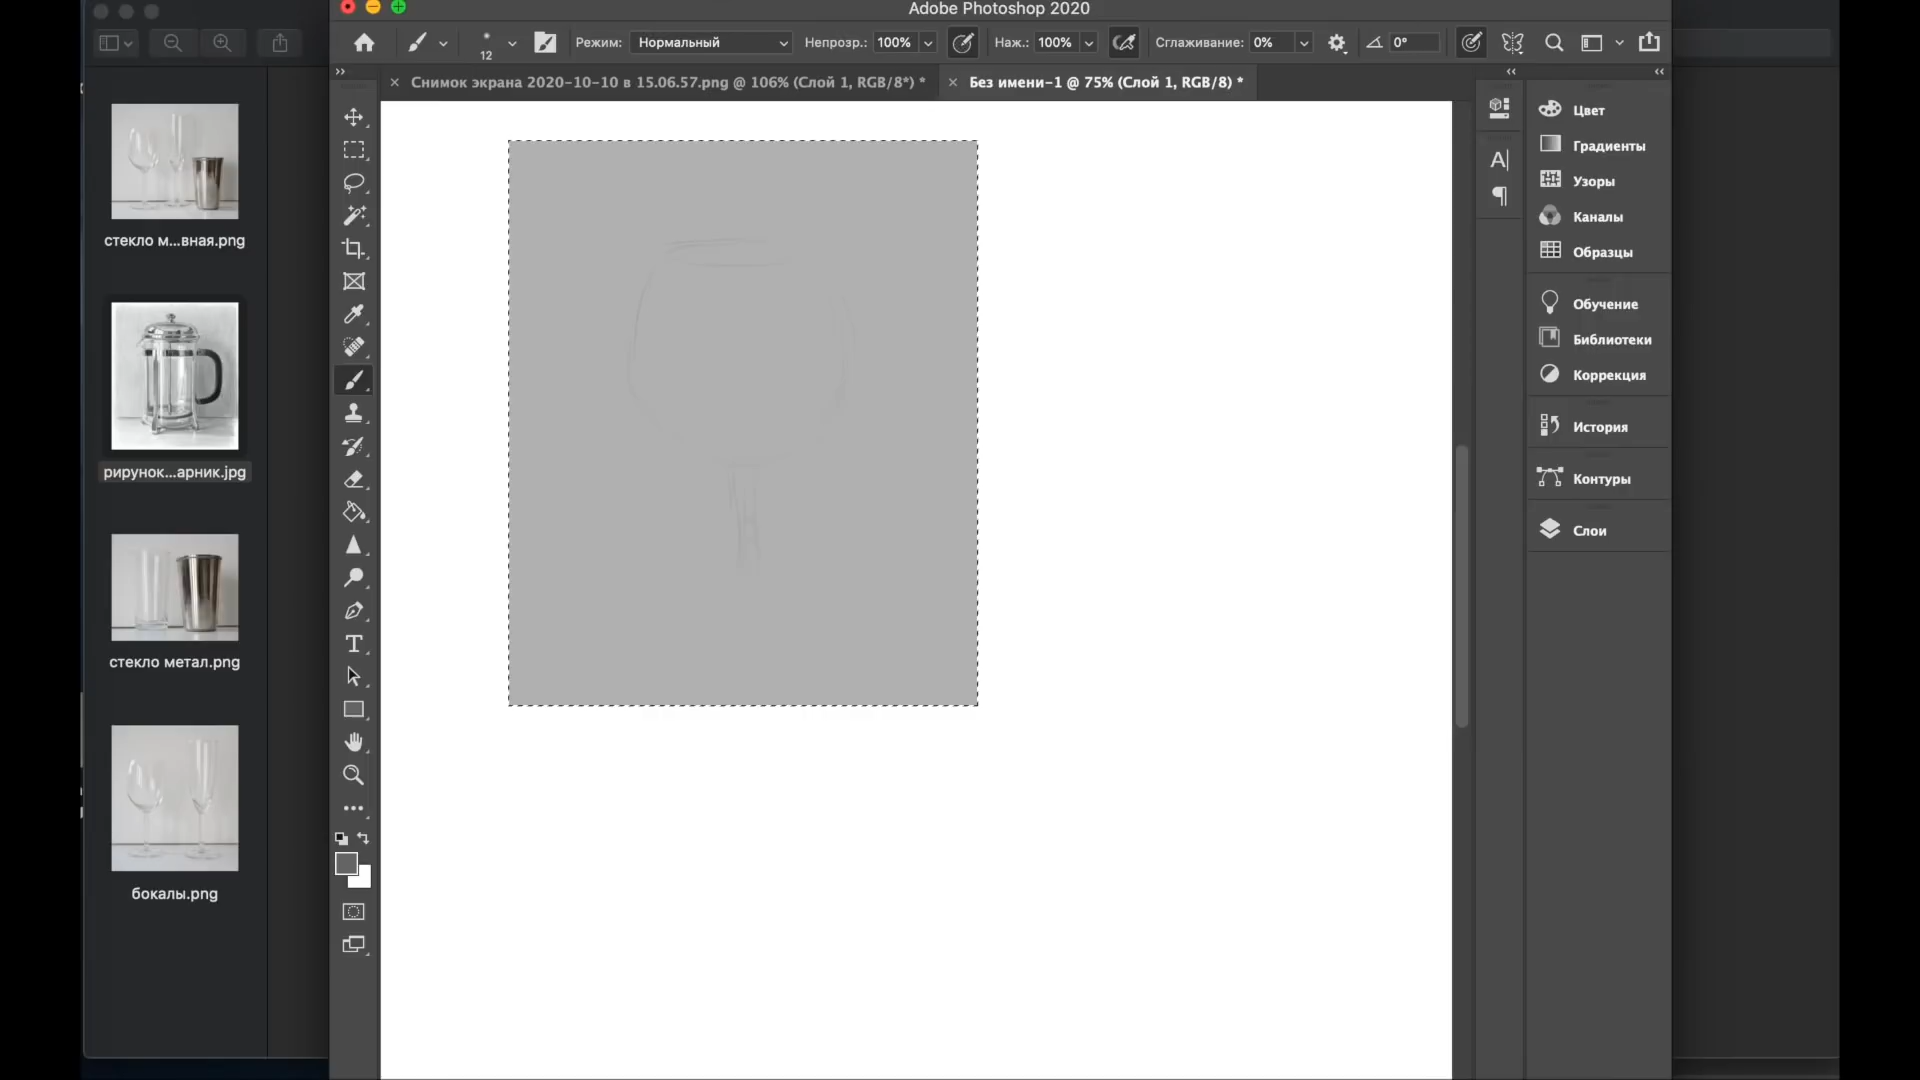 Adobe Photoshop 2020
12
Режим: Нормальный Непрозр.: 100% Наж.: 100% Сглаживание: 0% 0°
Снимок экрана 2020-10-10 в 15.06.57.png @ 106% (Слой 1, RGB/8*) *
Без имени-1 @ 75% (Слой 1, RGB/8) *
стекло м...вная.png
рирунок...арник.jpg
стекло метал.png
бокалы.png
Цвет
Градиенты
Узоры
Каналы
Образцы
Обучение
Библиотеки
Коррекция
История
Контуры
Слои